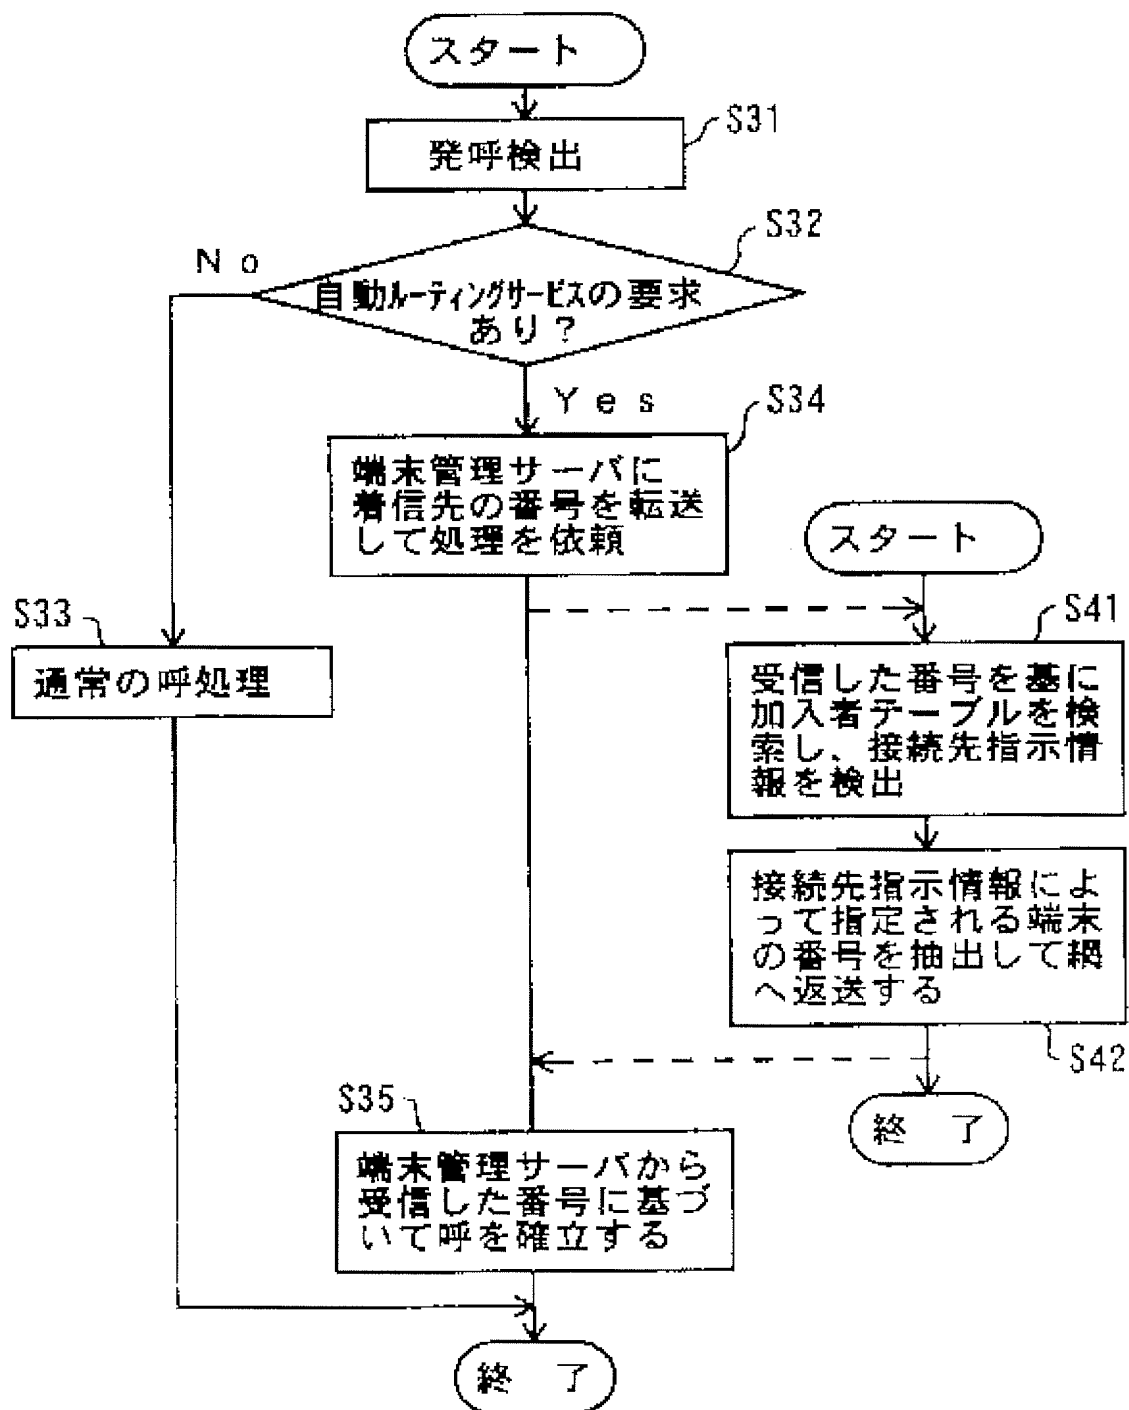 スタート
S31
発呼検出
S32
No
自動ルーティングサービスの要求
あり?
Yes
S34
端末管理サーバに
着信先の番号を転送
して処理を依頼
スタート
S33
通常の呼処理
S41
受信した番号を基に
加入者テーブルを検
索し、接続先指示情
報を検出
接続先指示情報によ
って指定される端末
の番号を抽出して網
へ返送する
S42
終了
S35
端末管理サーバから
受信した番号に基づ
いて呼を確立する
終了